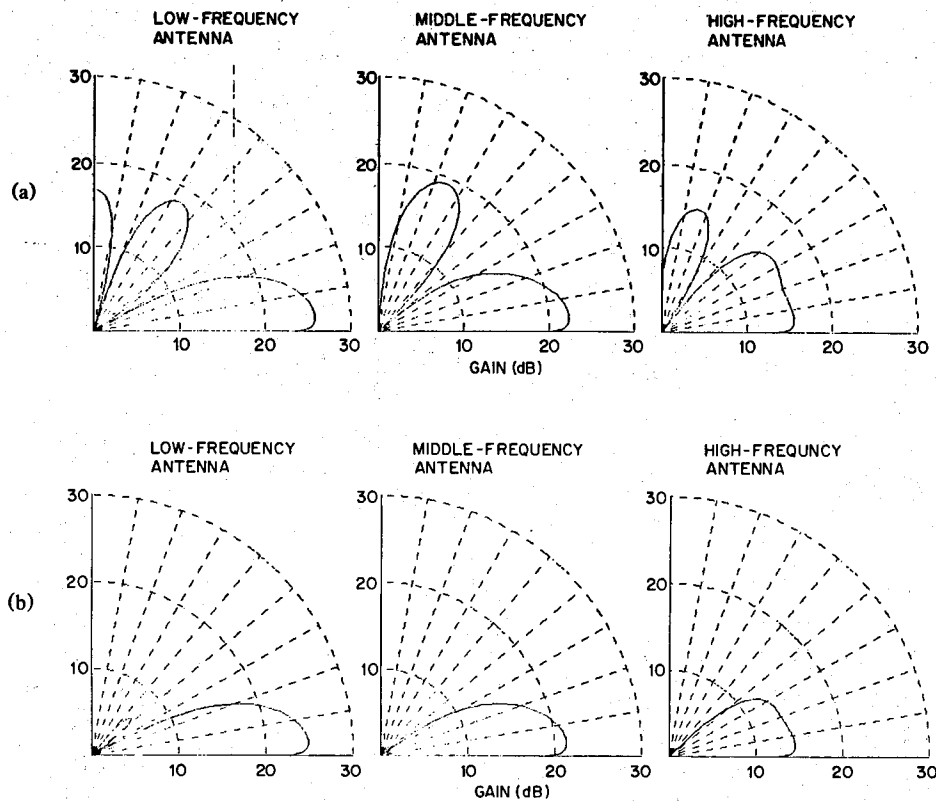 LOW-FREQUENCY
ANTENNA
MIDDLE-FREQUENCY
ANTENNA
HIGH-FREQUENCY
ANTENNA
(a)
30
20
10
10
20
30
30
20
10
10
20
30
GAIN (dB)
30
20
10
10
20
30
LOW-FREQUENCY
ANTENNA
MIDDLE-FREQUENCY
ANTENNA
HIGH-FREQUNCY
ANTENNA
(b)
30
20
10
10
20
30
30
20
10
10
20
30
GAIN (dB)
30
20
10
10
20
30